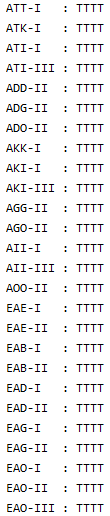 ATT-I   : TTTT
ATK-I   : TTTT
ATI-I   : TTTT
ATI-III : TTTT
ADD-II  : TTTT
ADG-II  : TTTT
ADO-II  : TTTT
AKK-I   : TTTT
AKI-I   : TTTT
AKI-III : TTTT
AGG-II  : TTTT
AGO-II  : TTTT
AII-I   : TTTT
AII-III : TTTT
AOO-II  : TTTT
EAE-I   : TTTT
EAE-II  : TTTT
EAB-I   : TTTT
EAB-II  : TTTT
EAD-I   : TTTT
EAD-II  : TTTT
EAG-I   : TTTT
EAG-II  : TTTT
EAO-I   : TTTT
EAO-II  : TTTT
EAO-III : TTTT